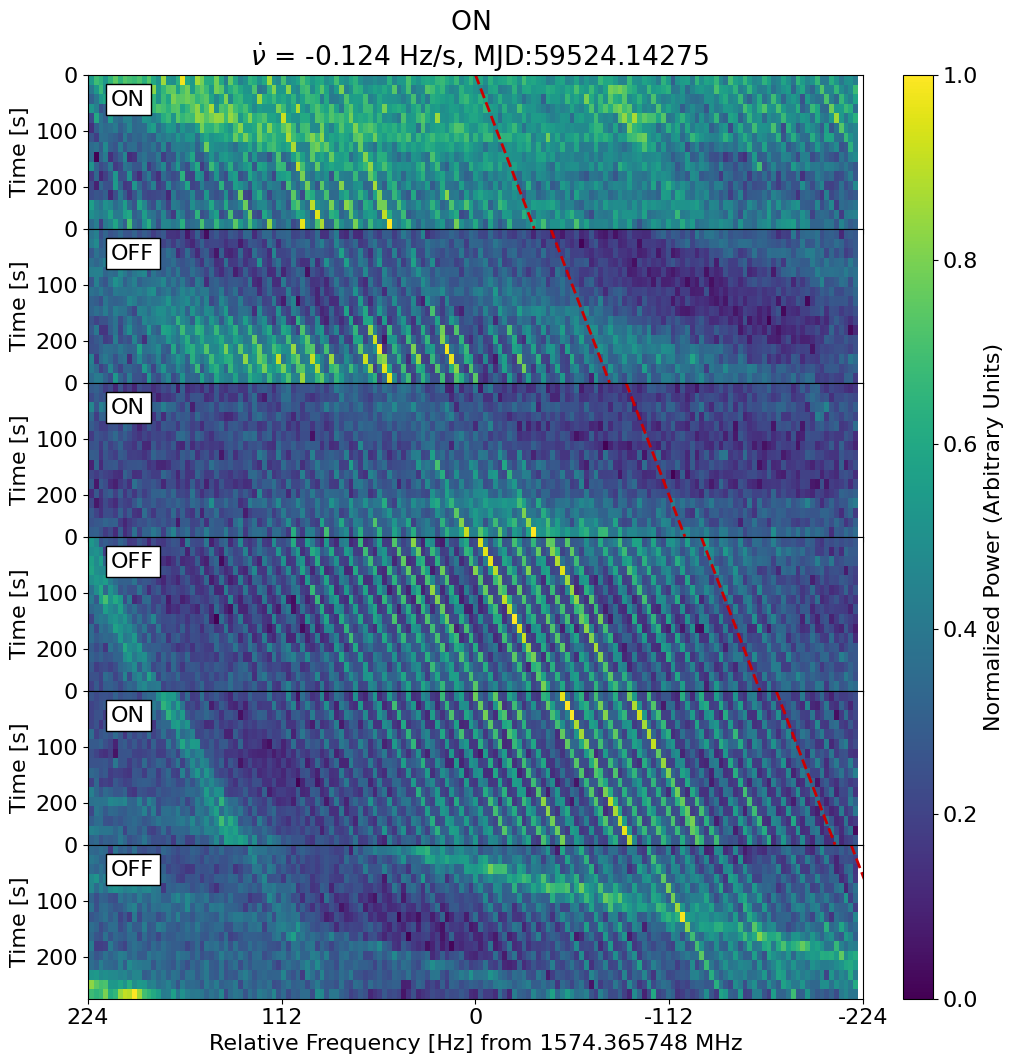 ON
ν̇ = -0.124 Hz/s, MJD:59524.14275
0
ON
Time [s]
100
200
0
OFF
Time [s]
100
200
0
ON
Time [s]
100
200
0
OFF
Time [s]
100
200
0
ON
Time [s]
100
200
0
OFF
Time [s]
100
200
224 112 0 -112 -224
Relative Frequency [Hz] from 1574.365748 MHz
1.0
0.8
0.6
0.4
0.2
0.0
Normalized Power (Arbitrary Units)